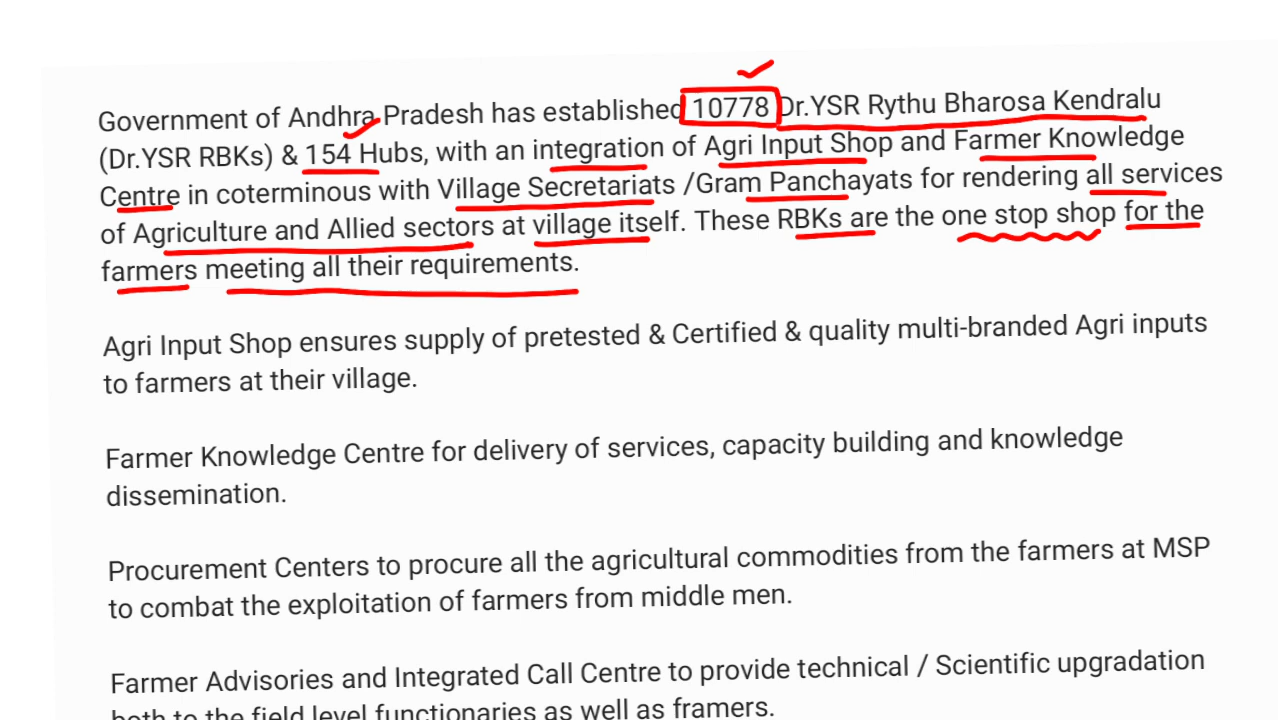 Government of Andhra Pradesh has established 10778 Dr.YSR Rythu Bharosa Kendralu
(Dr.YSR RBKs) & 154 Hubs, with an integration of Agri Input Shop and Farmer Knowledge
Centre in coterminous with Village Secretariats /Gram Panchayats for rendering all services
of Agriculture and Allied sectors at village itself. These RBKs are the one stop shop for the
farmers meeting all their requirements.
Agri Input Shop ensures supply of pretested & Certified & quality multi-branded Agri inputs
to farmers at their village.
Farmer Knowledge Centre for delivery of services, capacity building and knowledge
dissemination.
Procurement Centers to procure all the agricultural commodities from the farmers at MSP
to combat the exploitation of farmers from middle men.
Farmer Advisories and Integrated Call Centre to provide technical / Scientific upgradation
both to the field level functionaries as well as framers.